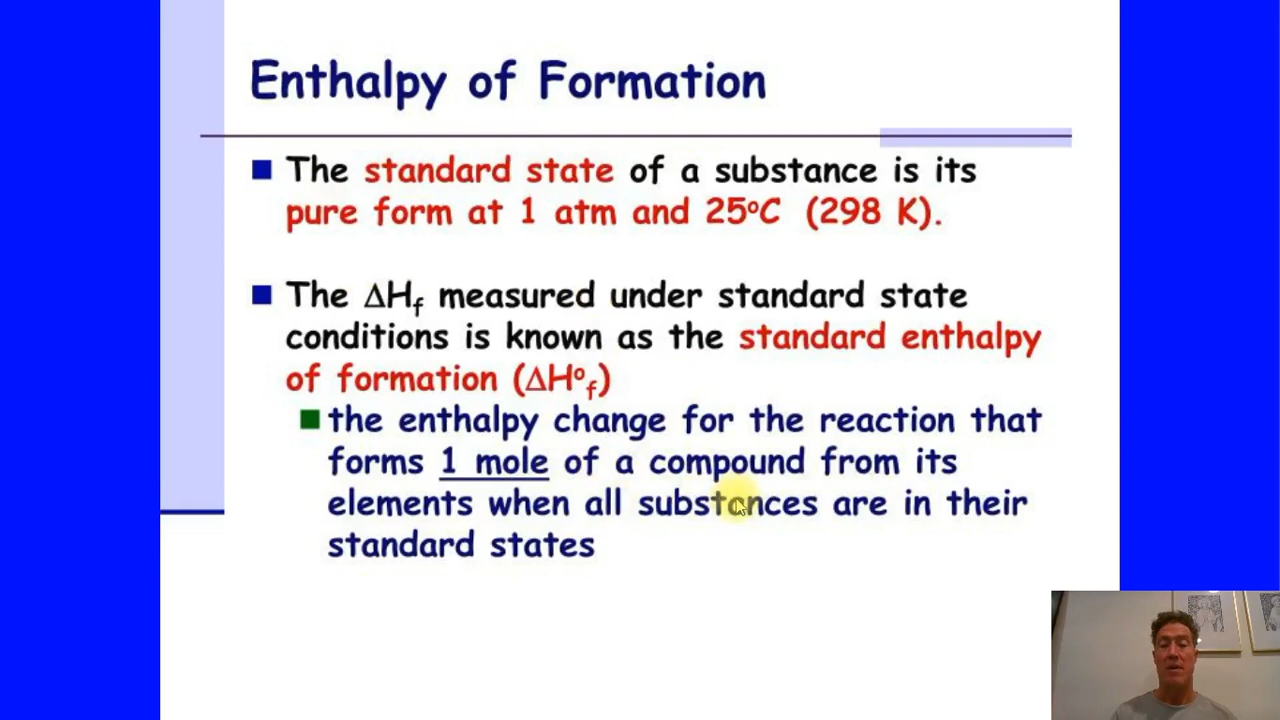 Enthalpy of Formation
The standard state of a substance is its
pure form at 1 atm and 25ᵒC (298 K).
The ΔH_f measured under standard state
conditions is known as the standard enthalpy
of formation (ΔHᵒ_f)
the enthalpy change for the reaction that
forms 1 mole of a compound from its
elements when all substances are in their
standard states